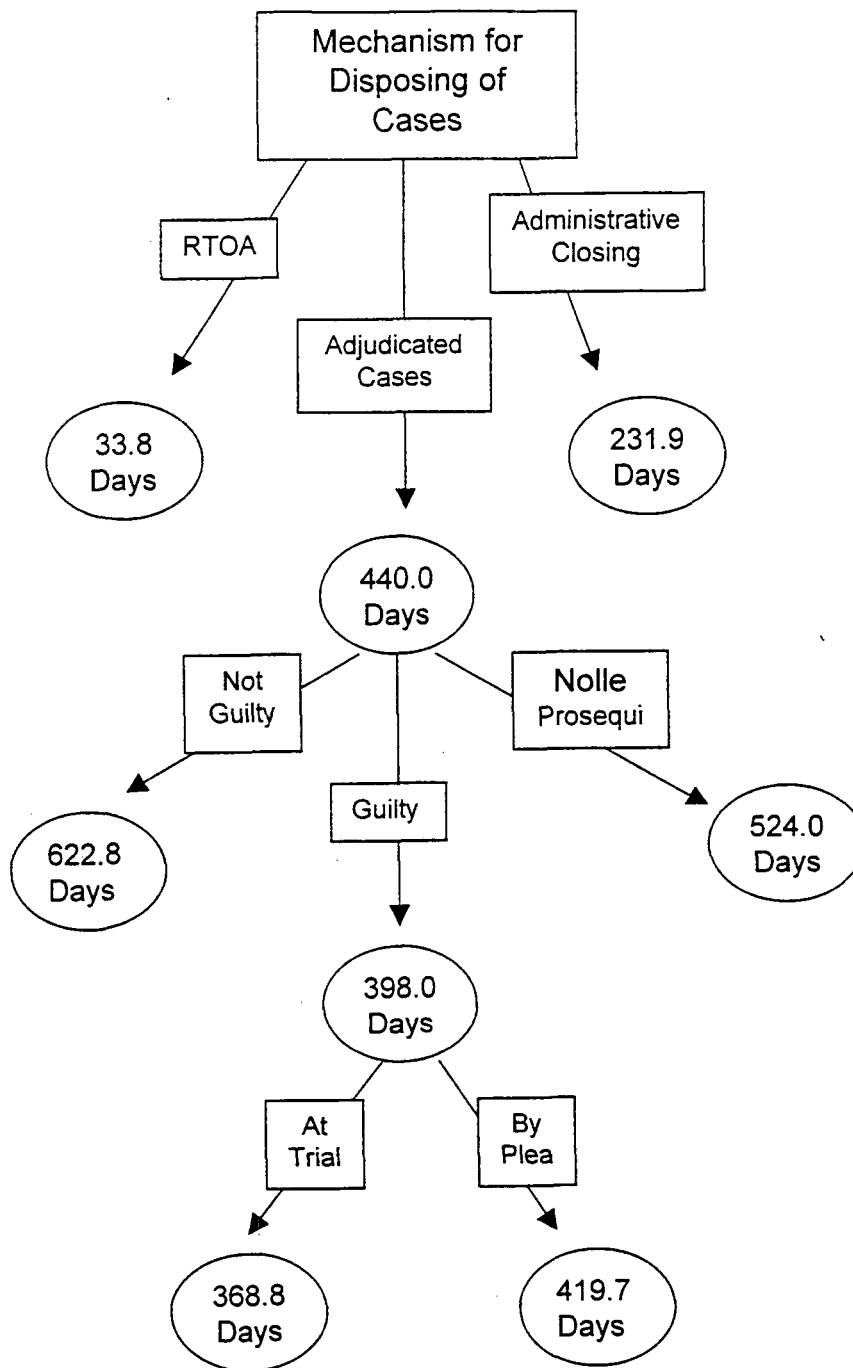 Mechanism for
Disposing of
Cases
RTOA
Administrative
Closing
Adjudicated
Cases
33.8
Days
231.9
Days
440.0
Days
Not
Guilty
Nolle
Prosequi
Guilty
622.8
Days
524.0
Days
398.0
Days
At
Trial
By
Plea
368.8
Days
419.7
Days